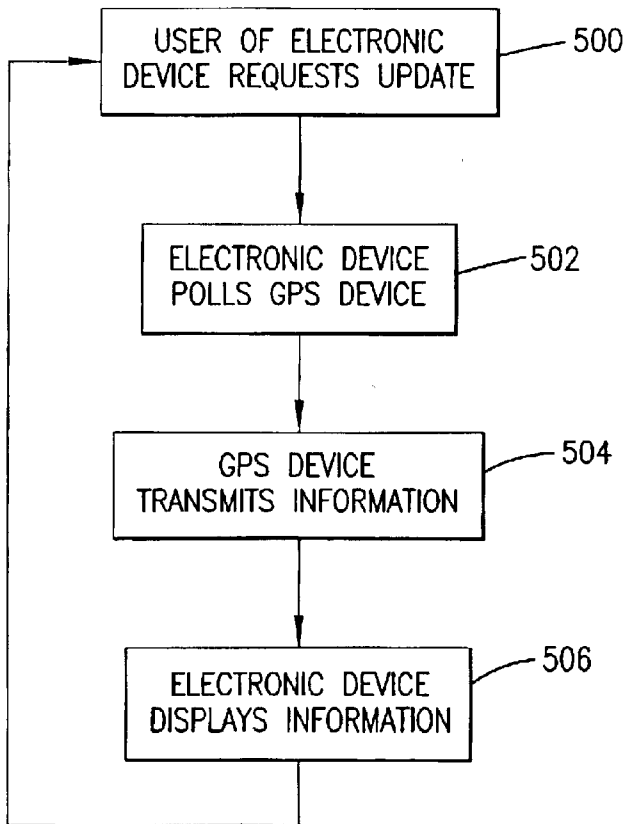 USER OF ELECTRONIC
DEVICE REQUESTS UPDATE
500
ELECTRONIC DEVICE
POLLS GPS DEVICE
502
GPS DEVICE
TRANSMITS INFORMATION
504
ELECTRONIC DEVICE
DISPLAYS INFORMATION
506